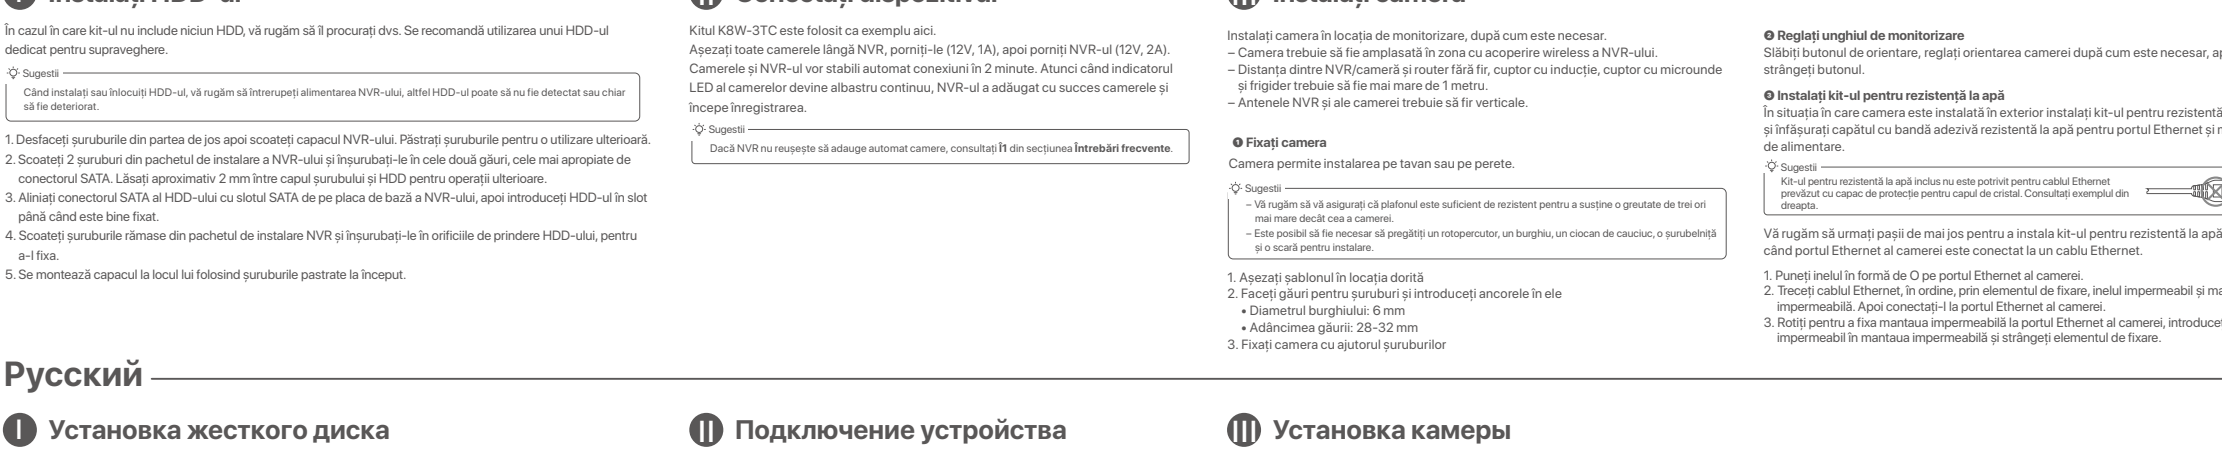 I Instalați HDD-ul
În cazul în care kit-ul nu include niciun HDD, vă rugăm să îl procurați dvs. Se recomandă utilizarea unui HDD-ul
dedicat pentru supraveghere.
Sugestii
Când instalați sau înlocuiți HDD-ul, vă rugăm să întrerupeți alimentarea NVR-ului, altfel HDD-ul poate să nu fie detectat sau chiar
să fie deteriorat.
1. Desfaceți șuruburile din partea de jos apoi scoateți capacul NVR-ului. Păstrați șuruburile pentru o utilizare ulterioară.
2. Scoateți 2 șuruburi din pachetul de instalare a NVR-ului și înșurubați-le în cele două găuri, cele mai apropiate de
conectorul SATA. Lăsați aproximativ 2 mm între capul șurubului și HDD pentru operații ulterioare.
3. Aliniați conectorul SATA al HDD-ului cu slotul SATA de pe placa de bază a NVR-ului, apoi introduceți HDD-ul în slot
până când este bine fixat.
4. Scoateți șuruburile rămase din pachetul de instalare NVR și înșurubați-le în orificiile de prindere HDD-ului, pentru
a-l fixa.
5. Se montează capacul la locul lui folosind șuruburile pastrate la început.
II Conectați dispozitivul
Kitul K8W-3TC este folosit ca exemplu aici.
Așezați toate camerele lângă NVR, porniți-le (12V, 1A), apoi porniți NVR-ul (12V, 2A).
Camerele și NVR-ul vor stabili automat conexiuni în 2 minute. Atunci când indicatorul
LED al camerelor devine albastru continuu, NVR-ul a adăugat cu succes camerele și
începe înregistrarea.
Sugestii
Dacă NVR nu reușește să adauge automat camere, consultați Î1 din secțiunea Întrebări frecvente.
III Instalați camera
Instalați camera în locația de monitorizare, după cum este necesar.
– Camera trebuie să fie amplasată în zona cu acoperire wireless a NVR-ului.
– Distanța dintre NVR/cameră și router fără fir, cuptor cu inducție, cuptor cu microunde
și frigider trebuie să fie mai mare de 1 metru.
– Antenele NVR și ale camerei trebuie să fir verticale.
❶ Fixați camera
Camera permite instalarea pe tavan sau pe perete.
Sugestii
– Vă rugăm să vă asigurați că plafonul este suficient de rezistent pentru a susține o greutate de trei ori
mai mare decât cea a camerei.
– Este posibil să fie necesar să pregătiți un rotopercutor, un burghiu, un ciocan de cauciuc, o șurubelniță
și o scară pentru instalare.
1. Așezați șablonul în locația dorită
2. Faceți găuri pentru șuruburi și introduceți ancorele în ele
• Diametrul burghiului: 6 mm
• Adâncimea găurii: 28-32 mm
3. Fixați camera cu ajutorul șuruburilor
❷ Reglați unghiul de monitorizare
Slăbiți butonul de orientare, reglați orientarea camerei după cum este necesar, ap
strângeți butonul.
❸ Instalați kit-ul pentru rezistență la apă
În situația în care camera este instalată în exterior instalați kit-ul pentru rezistentă
și înfășurați capătul cu bandă adezivă rezistentă la apă pentru portul Ethernet și m
de alimentare.
Sugestii
Kit-ul pentru rezistență la apă inclus nu este potrivit pentru cablul Ethernet
prevăzut cu capac de protecție pentru capul de cristal. Consultați exemplul din
dreapta.
Vă rugăm să urmați pașii de mai jos pentru a instala kit-ul pentru rezistentă la apă
când portul Ethernet al camerei este conectat la un cablu Ethernet.
1. Puneți inelul în formă de O pe portul Ethernet al camerei.
2. Treceți cablul Ethernet, în ordine, prin elementul de fixare, inelul impermeabil și ma
impermeabilă. Apoi conectați-l la portul Ethernet al camerei.
3. Rotiți pentru a fixa mantaua impermeabilă la portul Ethernet al camerei, introduce
impermeabil în mantaua impermeabilă și strângeți elementul de fixare.
Русский
I Установка жесткого диска
II Подключение устройства
III Установка камеры